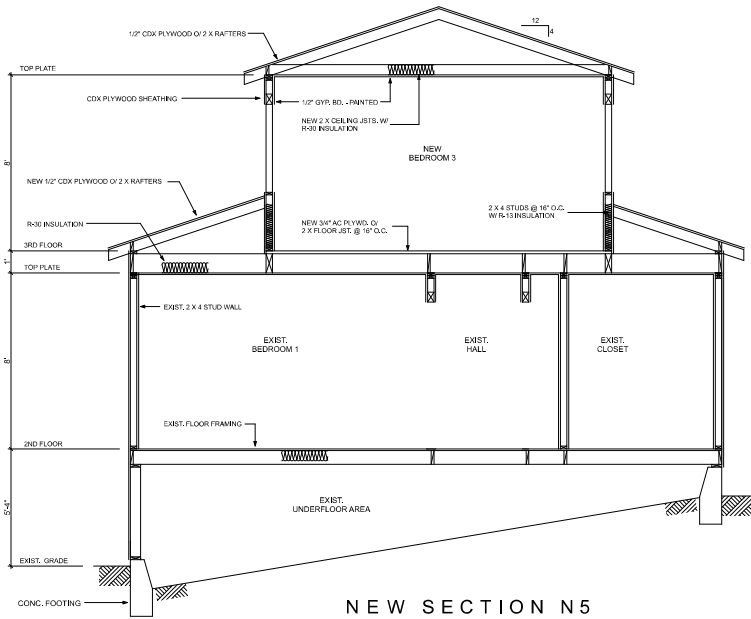 1/2" CDX PLYWOOD O/ 2 X RAFTERS
12
4
TOP PLATE
CDX PLYWOOD SHEATHING
1/2" GYP. BD. - PAINTED
NEW 2 X CEILING JSTS. W/
R-30 INSULATION
NEW
BEDROOM 3
8'
NEW 1/2" CDX PLYWOOD O/ 2 X RAFTERS
2 X 4 STUDS @ 16" O.C.
W/ R-13 INSULATION
R-30 INSULATION
NEW 3/4" AC PLYWD. O/
2 X FLOOR JST. @ 16" O.C.
3RD FLOOR
1'
TOP PLATE
EXIST. 2 X 4 STUD WALL
EXIST.
BEDROOM 1
EXIST.
HALL
EXIST.
CLOSET
8'
EXIST. FLOOR FRAMING
2ND FLOOR
EXIST.
UNDERFLOOR AREA
5'-4"
EXIST. GRADE
CONC. FOOTING
NEW SECTION N5